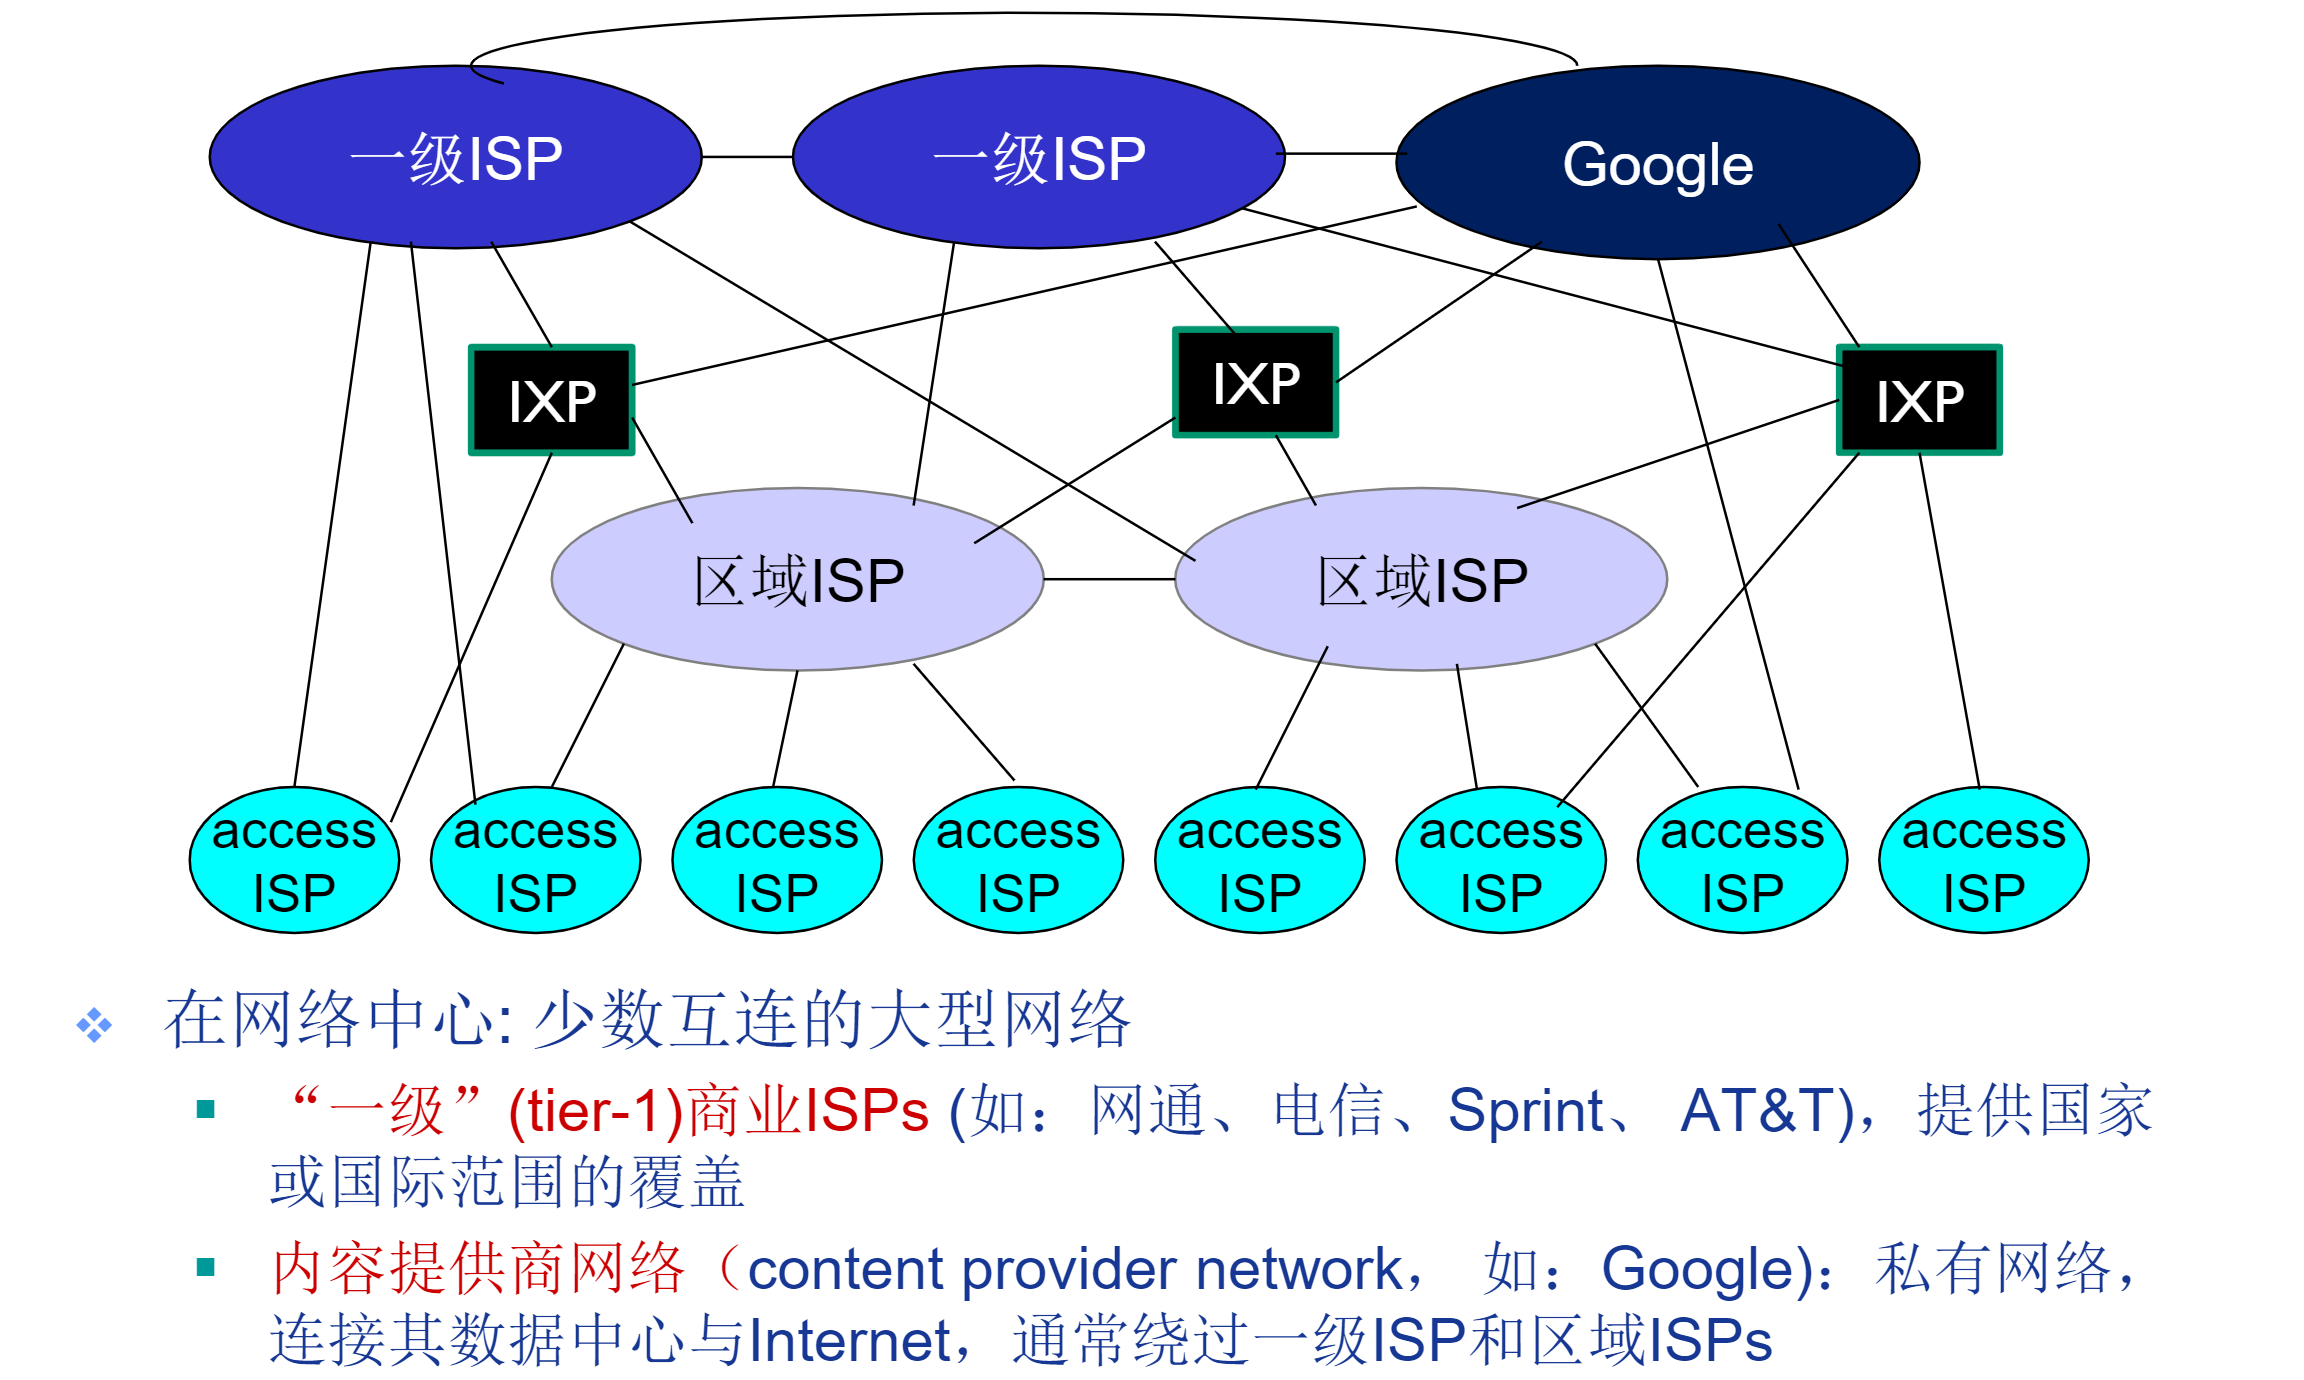 一级ISP
一级ISP
Google
IXP
IXP
IXP
区域ISP
区域ISP
access
ISP
access
ISP
access
ISP
access
ISP
access
ISP
access
ISP
access
ISP
access
ISP
在网络中心: 少数互连的大型网络
“一级”(tier-1)商业ISPs (如：网通、电信、Sprint、 AT&T)，提供国家
或国际范围的覆盖
内容提供商网络（content provider network， 如：Google)：私有网络，
连接其数据中心与Internet，通常绕过一级ISP和区域ISPs